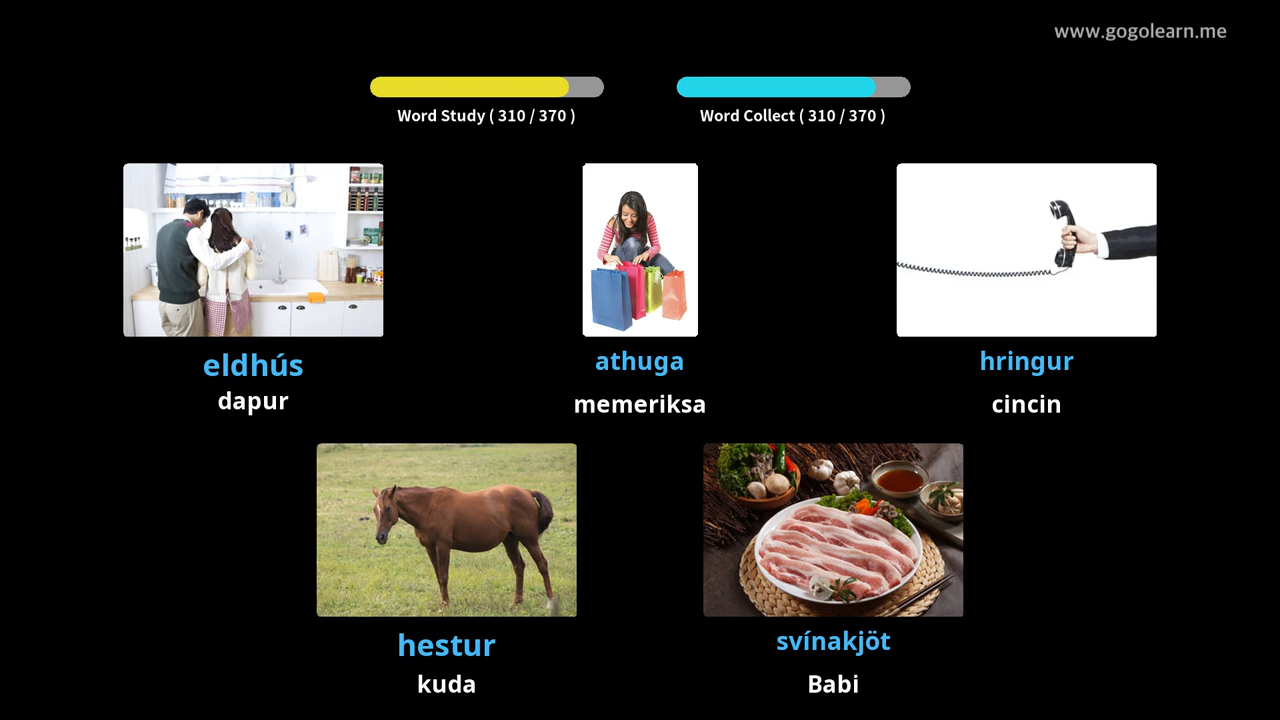 www.gogolearn.me
Word Study ( 310 / 370 )
Word Collect ( 310 / 370 )
eldhús
dapur
athuga
memeriksa
hringur
cincin
hestur
kuda
svínakjöt
Babi